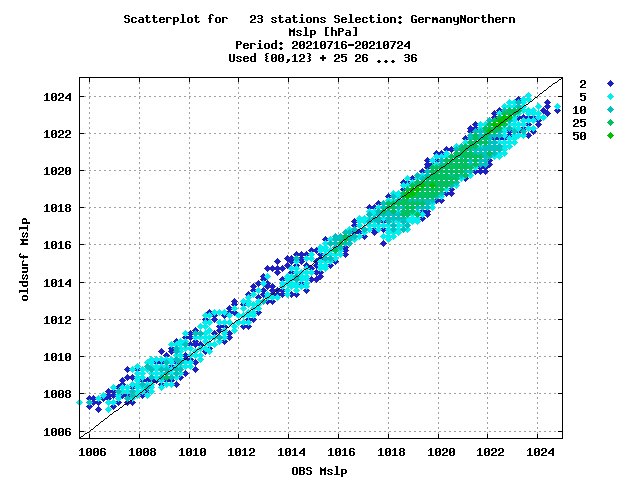 Scatterplot for   23 stations Selection: GermanyNorthern
Mslp [hPa]
Period: 20210716-20210724
Used {00,12} + 25 26 ... 36
2
5
10
25
50
1024
1022
1020
1018
1016
1014
1012
1010
1008
1006
oldsurf Mslp
1006 1008 1010 1012 1014 1016 1018 1020 1022 1024
OBS Mslp